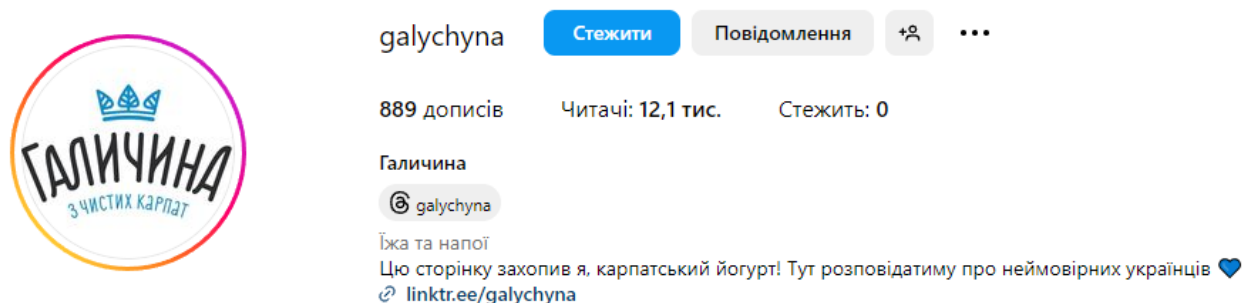 ГАЛИЧИНА
З ЧИСТИХ КАРПАТ
galychyna Стежити Повідомлення
889 дописів Читачі: 12,1 тис. Стежить: 0
Галичина
galychyna
Їжа та напої
Цю сторінку захопив я, карпатський йогурт! Тут розповідатиму про неймовірних українців 💙
linktr.ee/galychyna